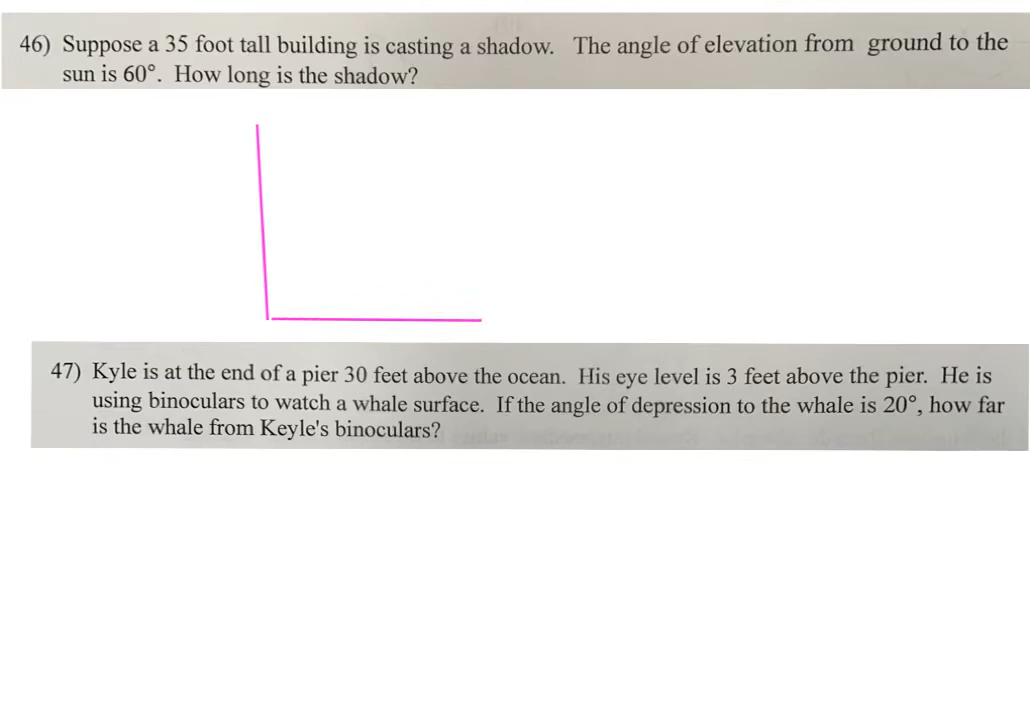 46) Suppose a 35 foot tall building is casting a shadow. The angle of elevation from ground to the
sun is 60°. How long is the shadow?
47) Kyle is at the end of a pier 30 feet above the ocean. His eye level is 3 feet above the pier. He is
using binoculars to watch a whale surface. If the angle of depression to the whale is 20°, how far
is the whale from Keyle's binoculars?